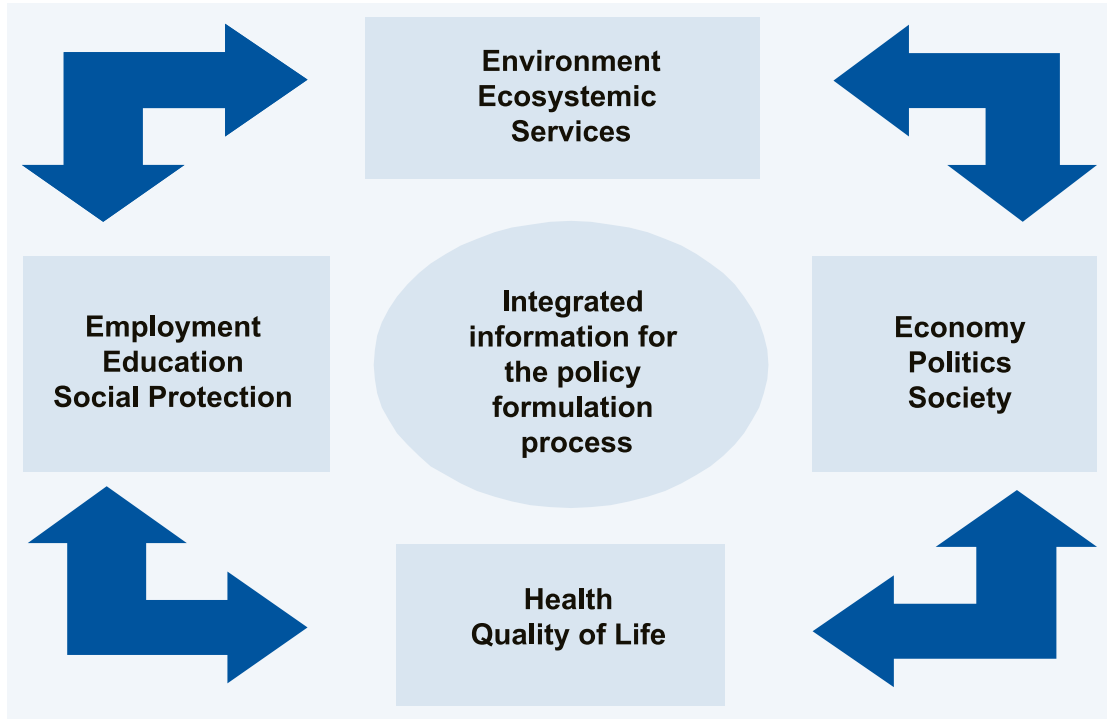 Environment
Ecosystemic
Services
Employment
Education
Social Protection
Integrated
information for
the policy
formulation
process
Economy
Politics
Society
Health
Quality of Life